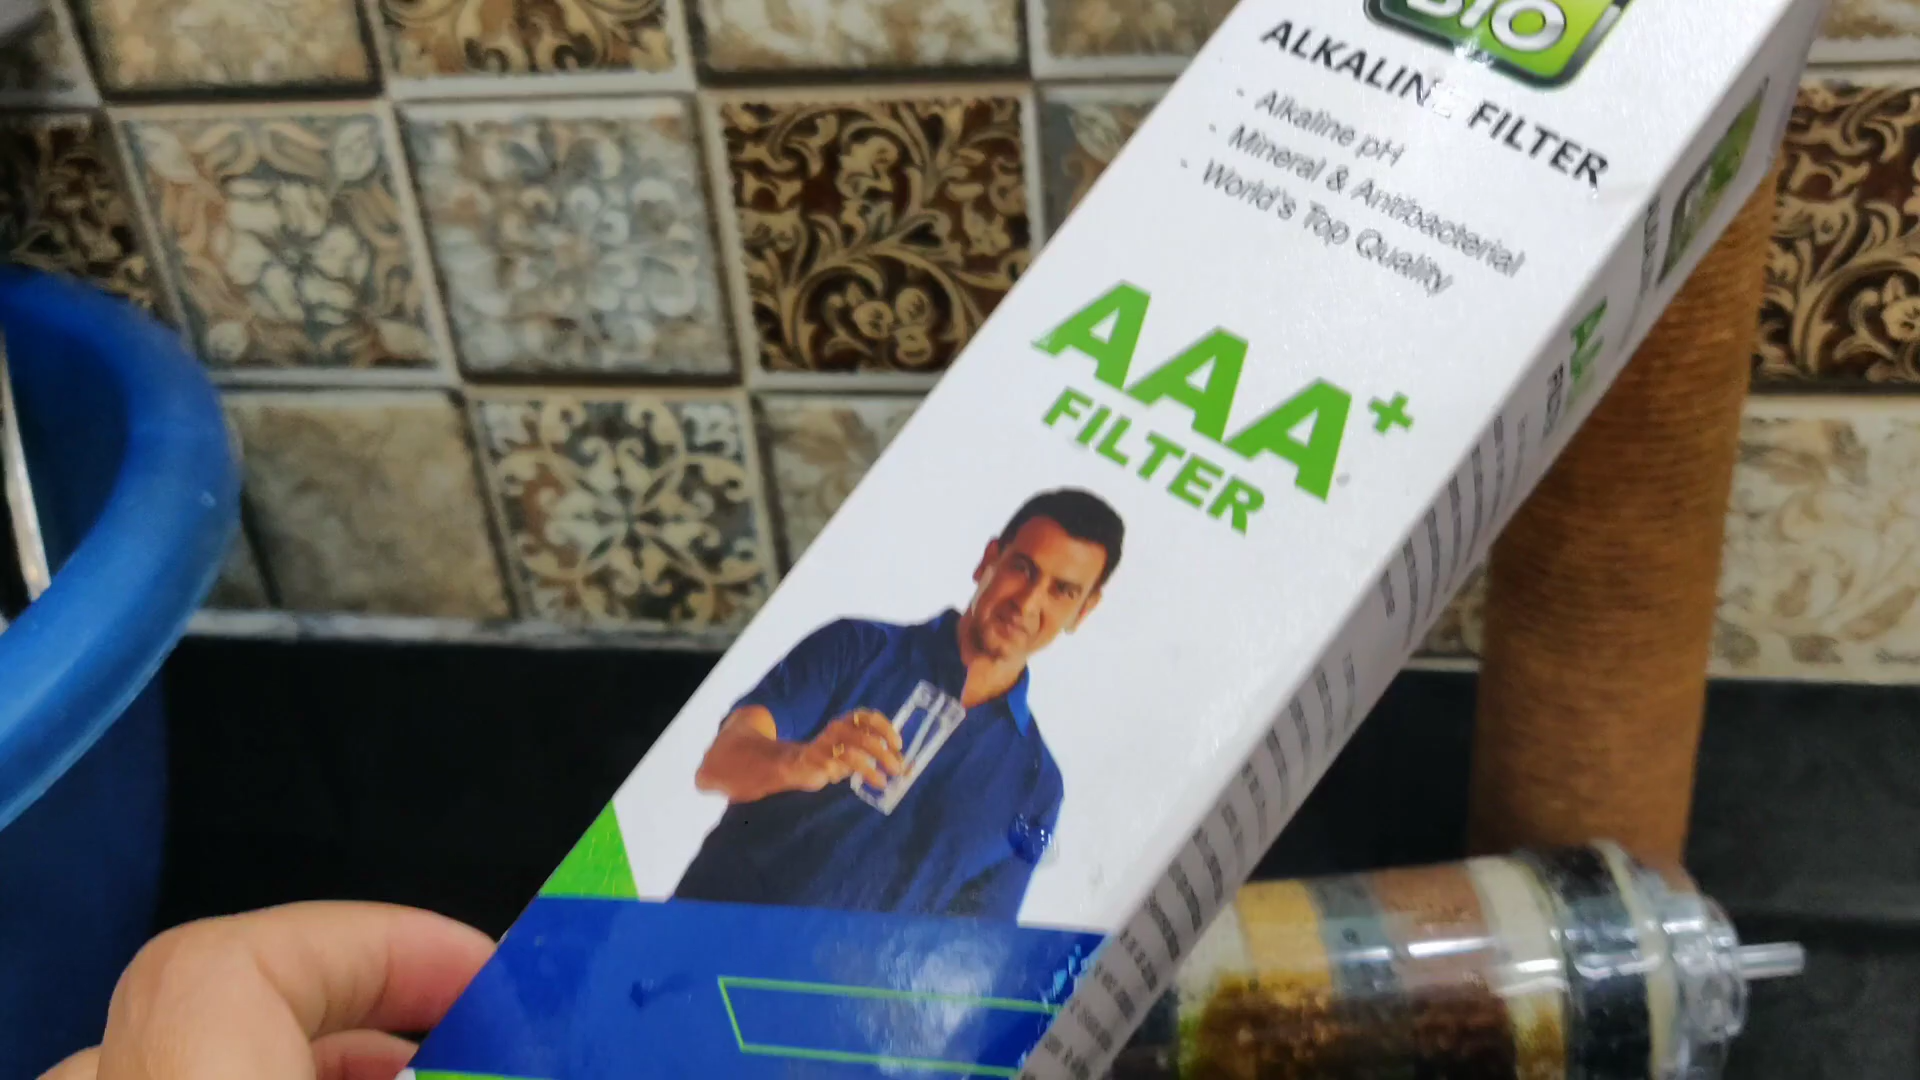 BIO
ALKALINE FILTER
- Alkaline pH
- Mineral & Antibacterial
- World's Top Quality
AAA+
FILTER